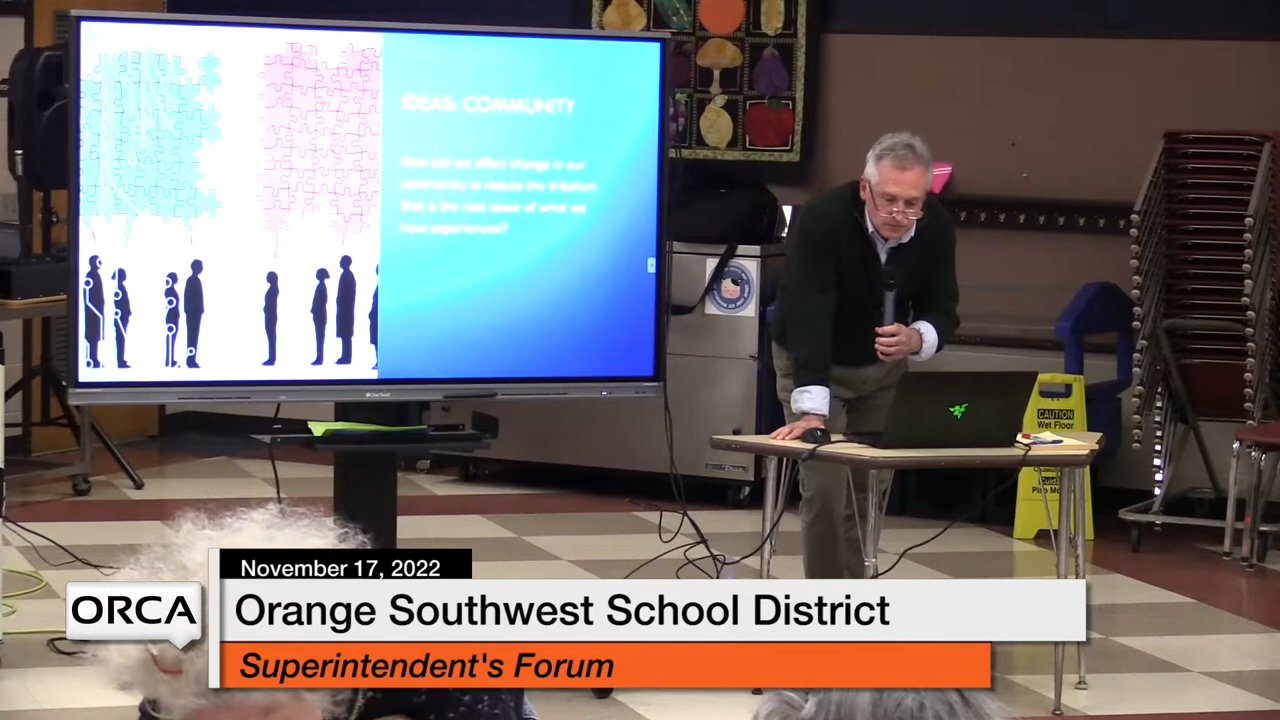 IDEAS: COMMUNITY
How can we affect change in our
community to reduce the tribalism
that is the root cause of what we
have experienced?
CAUTION
Wet Floor
November 17, 2022
ORCA
Orange Southwest School District
Superintendent's Forum